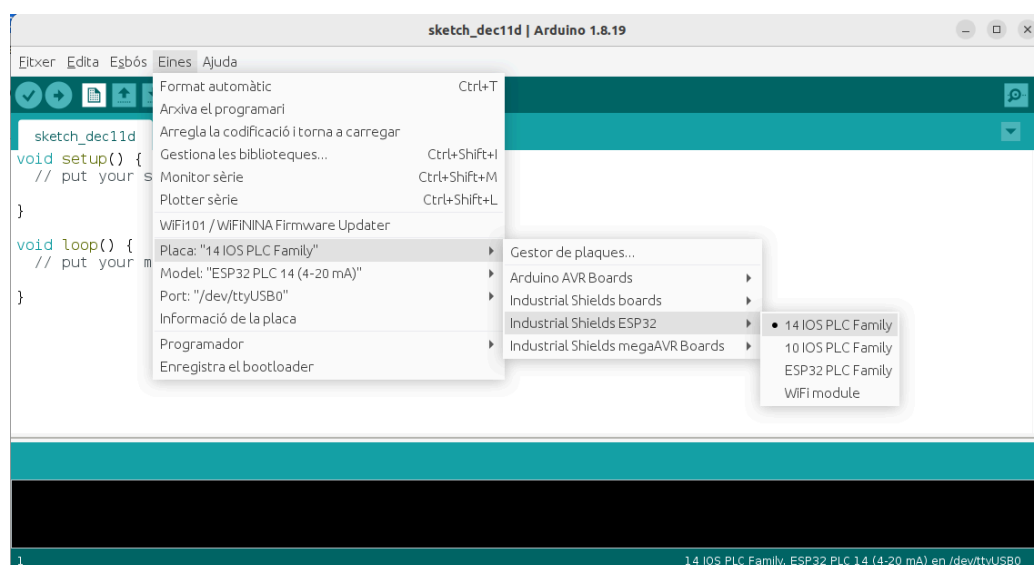 sketch_dec11d | Arduino 1.8.19
Fitxer Edita Esbós Eines Ajuda
sketch_dec11d
void setup() {
// put your s
}
void loop() {
// put your m
}
Format automàtic Ctrl+T
Arxiva el programari
Arregla la codificació i torna a carregar
Gestiona les biblioteques... Ctrl+Shift+I
Monitor sèrie Ctrl+Shift+M
Plotter sèrie Ctrl+Shift+L
WiFi101 / WiFiNINA Firmware Updater
Placa: "14 IOS PLC Family"
Model: "ESP32 PLC 14 (4-20 mA)"
Port: "/dev/ttyUSB0"
Informació de la placa
Programador
Enregistra el bootloader
Gestor de plaques...
Arduino AVR Boards
Industrial Shields boards
Industrial Shields ESP32
Industrial Shields megaAVR Boards
14 IOS PLC Family
10 IOS PLC Family
ESP32 PLC Family
WiFi module
1 14 IOS PLC Family, ESP32 PLC 14 (4-20 mA) en /dev/ttyUSB0